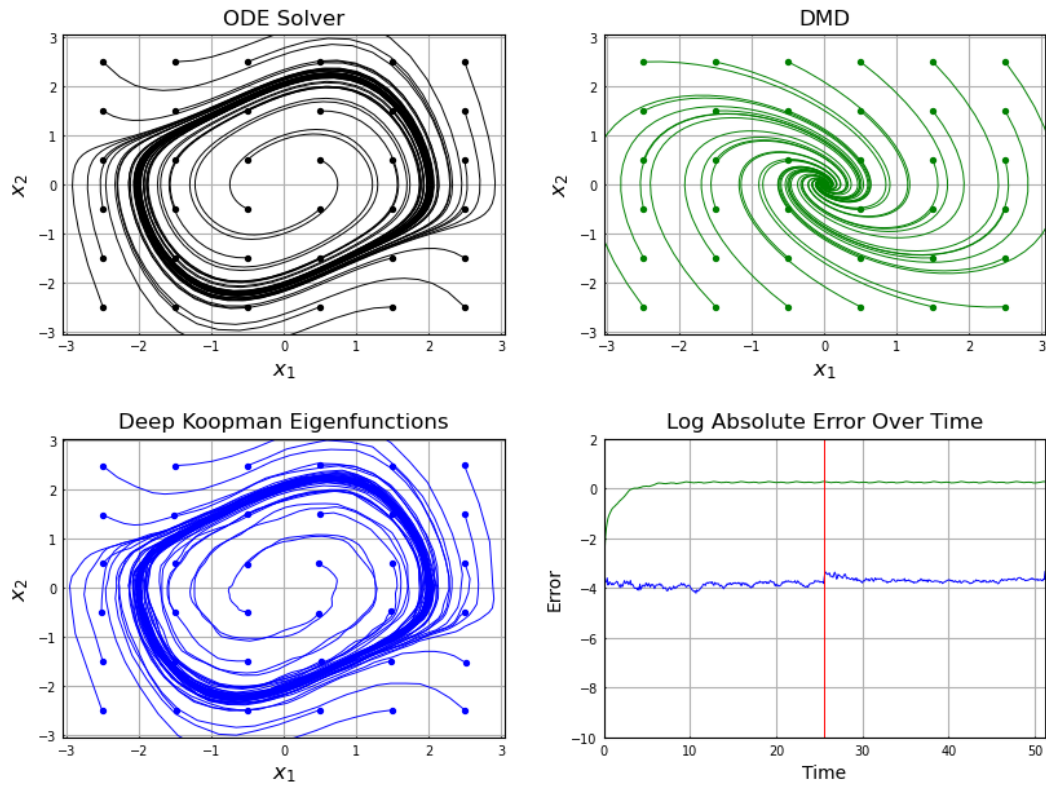 ODE Solver
3
2
1
0
−1
−2
−3
x₂
−3 −2 −1 0 1 2 3
x₁
DMD
3
2
1
0
−1
−2
−3
x₂
−3 −2 −1 0 1 2 3
x₁
Deep Koopman Eigenfunctions
3
2
1
0
−1
−2
−3
x₂
−3 −2 −1 0 1 2 3
x₁
Log Absolute Error Over Time
2
0
−2
−4
−6
−8
−10
Error
0 10 20 30 40 50
Time